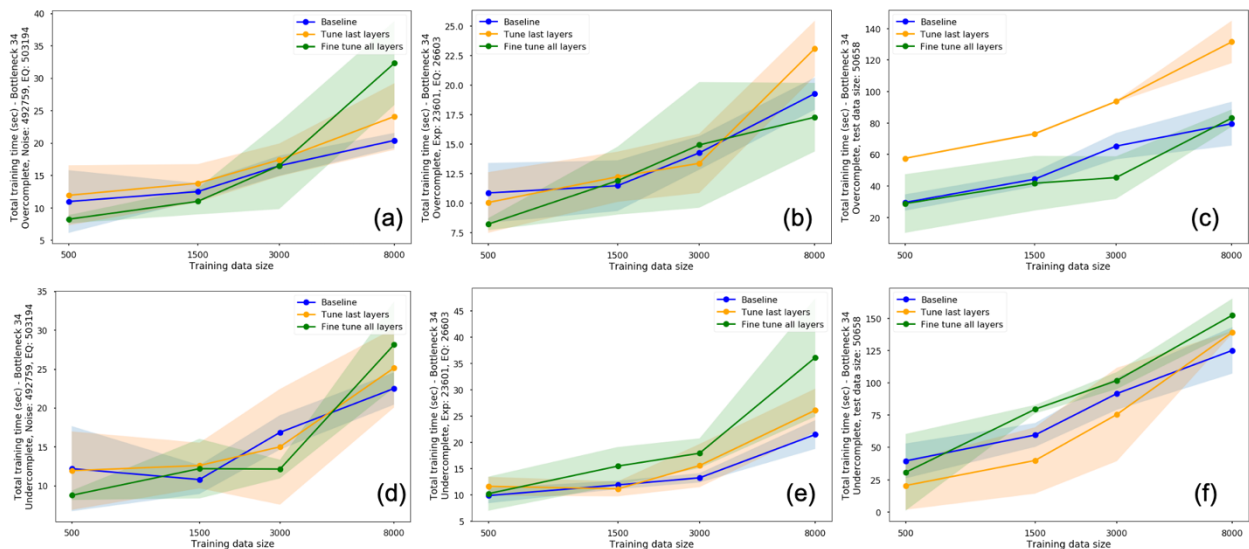 Total training time (sec) - Bottleneck 34
Overcomplete, Noise: 492759, EQ: 503194
40
35
30
25
20
15
10
5
Baseline
Tune last layers
Fine tune all layers
(a)
500
1500
3000
8000
Training data size
Total training time (sec) - Bottleneck 34
Overcomplete, Exp: 23601, EQ: 26603
25.0
22.5
20.0
17.5
15.0
12.5
10.0
7.5
Baseline
Tune last layers
Fine tune all layers
(b)
500
1500
3000
8000
Training data size
Total training time (sec) - Bottleneck 34
Overcomplete, test data size: 50658
140
120
100
80
60
40
20
Baseline
Tune last layers
Fine tune all layers
(c)
500
1500
3000
8000
Training data size
Total training time (sec) - Bottleneck 34
Undercomplete, Noise: 492759, EQ: 503194
35
30
25
20
15
10
Baseline
Tune last layers
Fine tune all layers
(d)
500
1500
3000
8000
Training data size
Total training time (sec) - Bottleneck 34
Undercomplete, Exp: 23601, EQ: 26603
45
40
35
30
25
20
15
10
5
Baseline
Tune last layers
Fine tune all layers
(e)
500
1500
3000
8000
Training data size
Total training time (sec) - Bottleneck 34
Undercomplete, test data size: 50658
150
125
100
75
50
25
0
Baseline
Tune last layers
Fine tune all layers
(f)
500
1500
3000
8000
Training data size